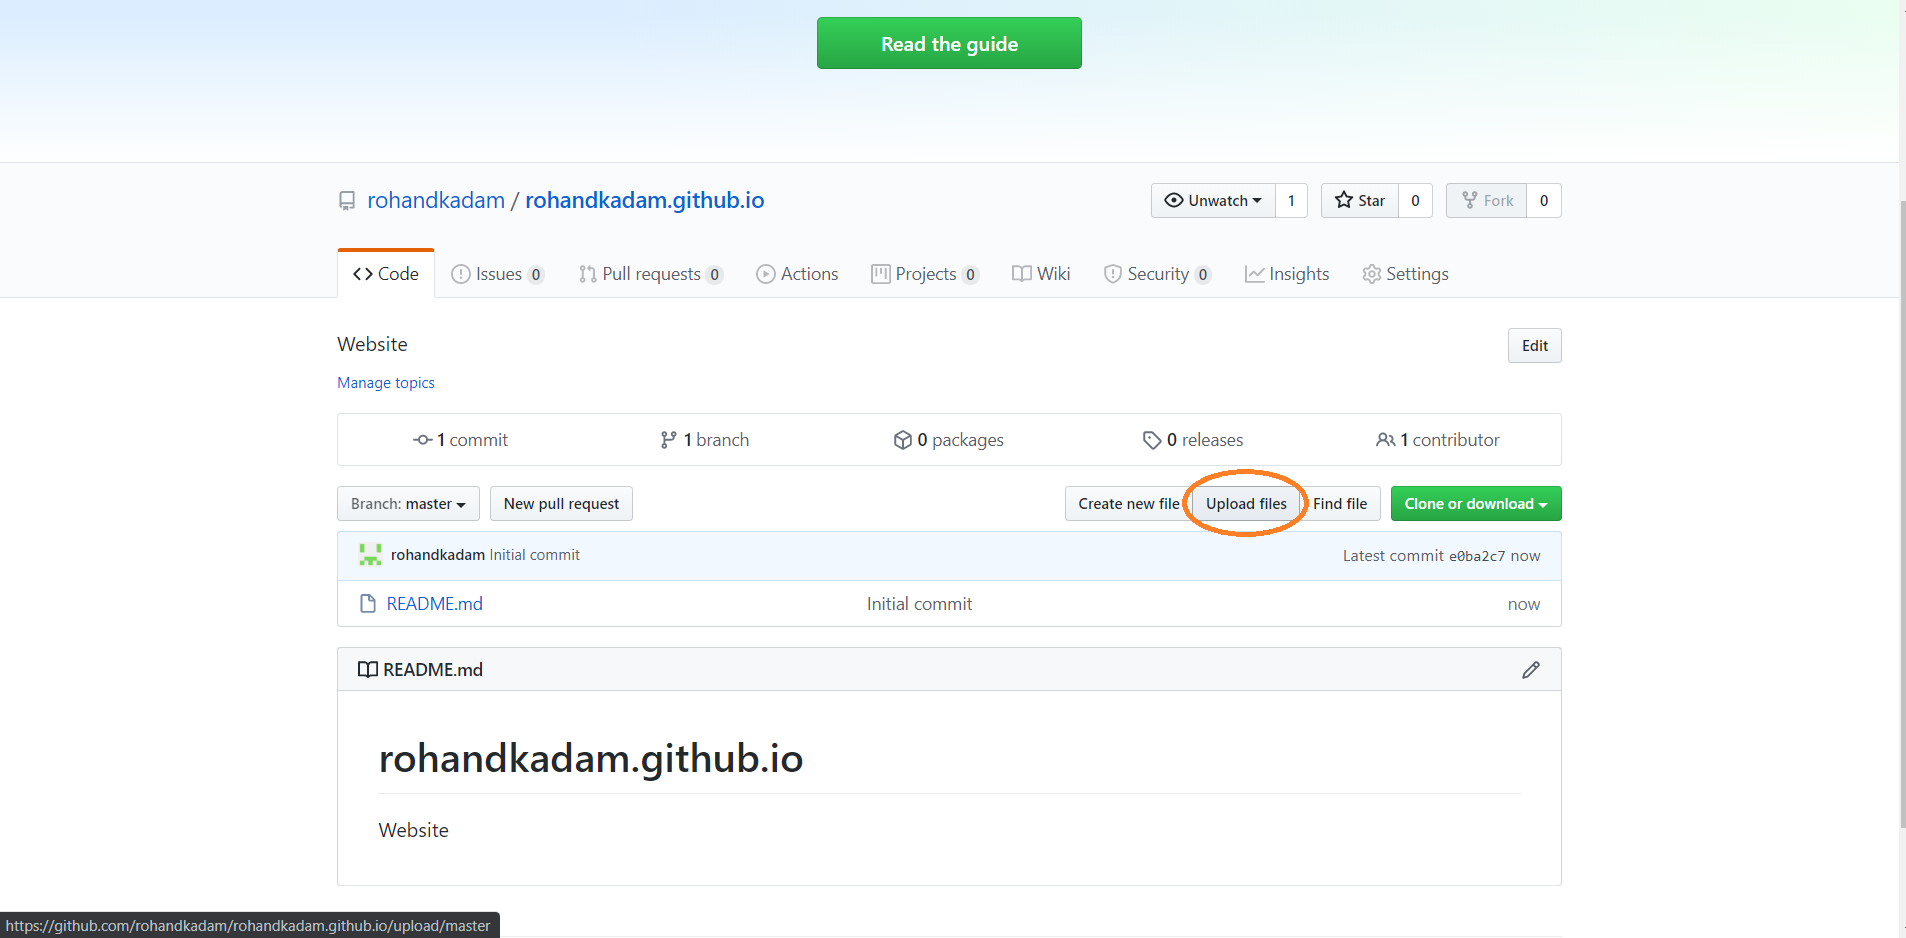 Read the guide
rohandkadam / rohandkadam.github.io
Unwatch 1 Star 0 Fork 0
Code Issues 0 Pull requests 0 Actions Projects 0 Wiki Security 0 Insights Settings
Website Edit
Manage topics
1 commit 1 branch 0 packages 0 releases 1 contributor
Branch: master New pull request Create new file Upload files Find file Clone or download
rohandkadam Initial commit Latest commit e0ba2c7 now
README.md Initial commit now
README.md
rohandkadam.github.io
Website
https://github.com/rohandkadam/rohandkadam.github.io/upload/master